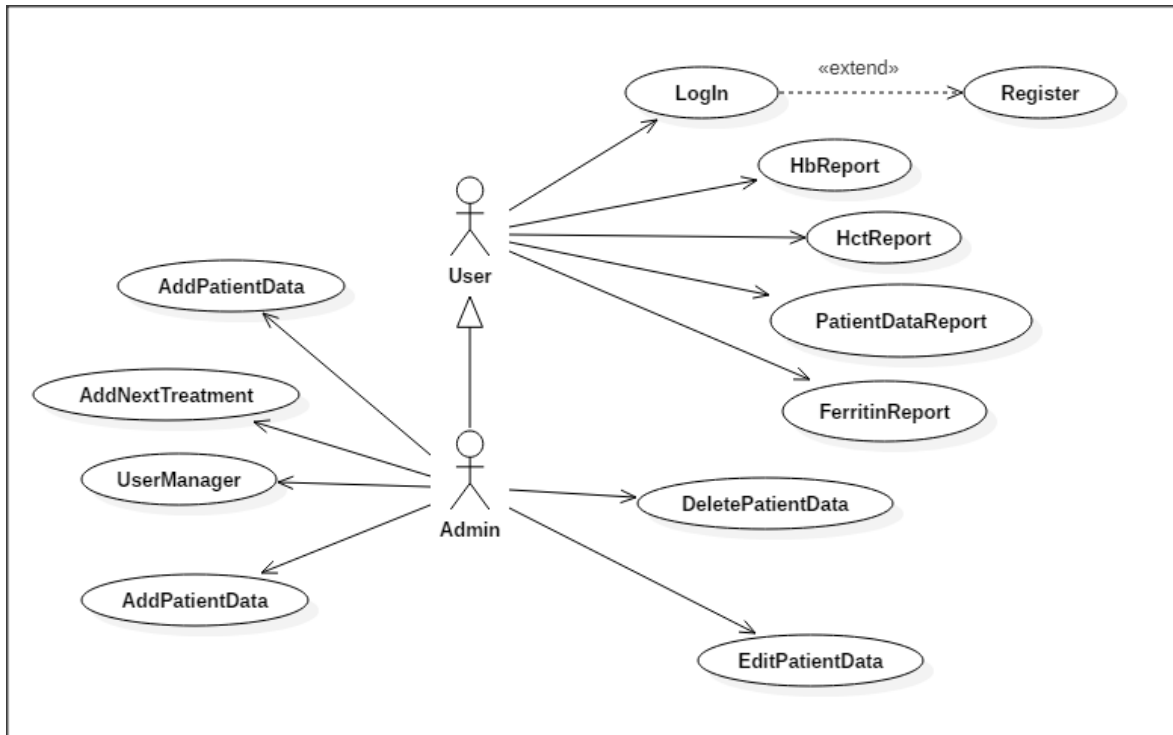 «extend»
LogIn
Register
HbReport
HctReport
User
AddPatientData
PatientDataReport
AddNextTreatment
FerritinReport
UserManager
DeletePatientData
Admin
AddPatientData
EditPatientData